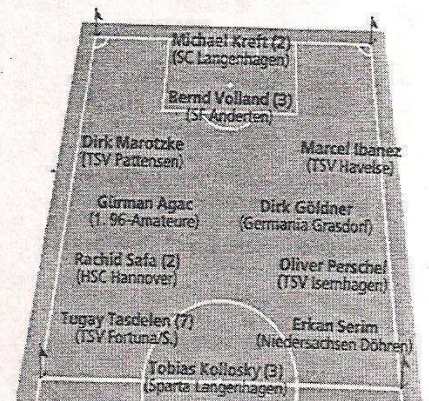 Michael Kreft (2)
(SC Langenhagen)
Bernd Volland (3)
(SF Anderten)
Dirk Marotzke
(TSV Pattensen)
Marcel Ibanez
(TSV Havelse)
Gürman Agac
(1. 96-Amateure)
Dirk Göldner
(Germania Grasdorf)
Rachid Safa (2)
(HSC Hannover)
Oliver Perschel
(TSV Isernhagen)
Tugay Tasdelen (7)
(TSV Fortuna/S.)
Erkan Serim
(Niedersachsen Döhren)
Tobias Kollosky (3)
(Sparta Langenhagen)